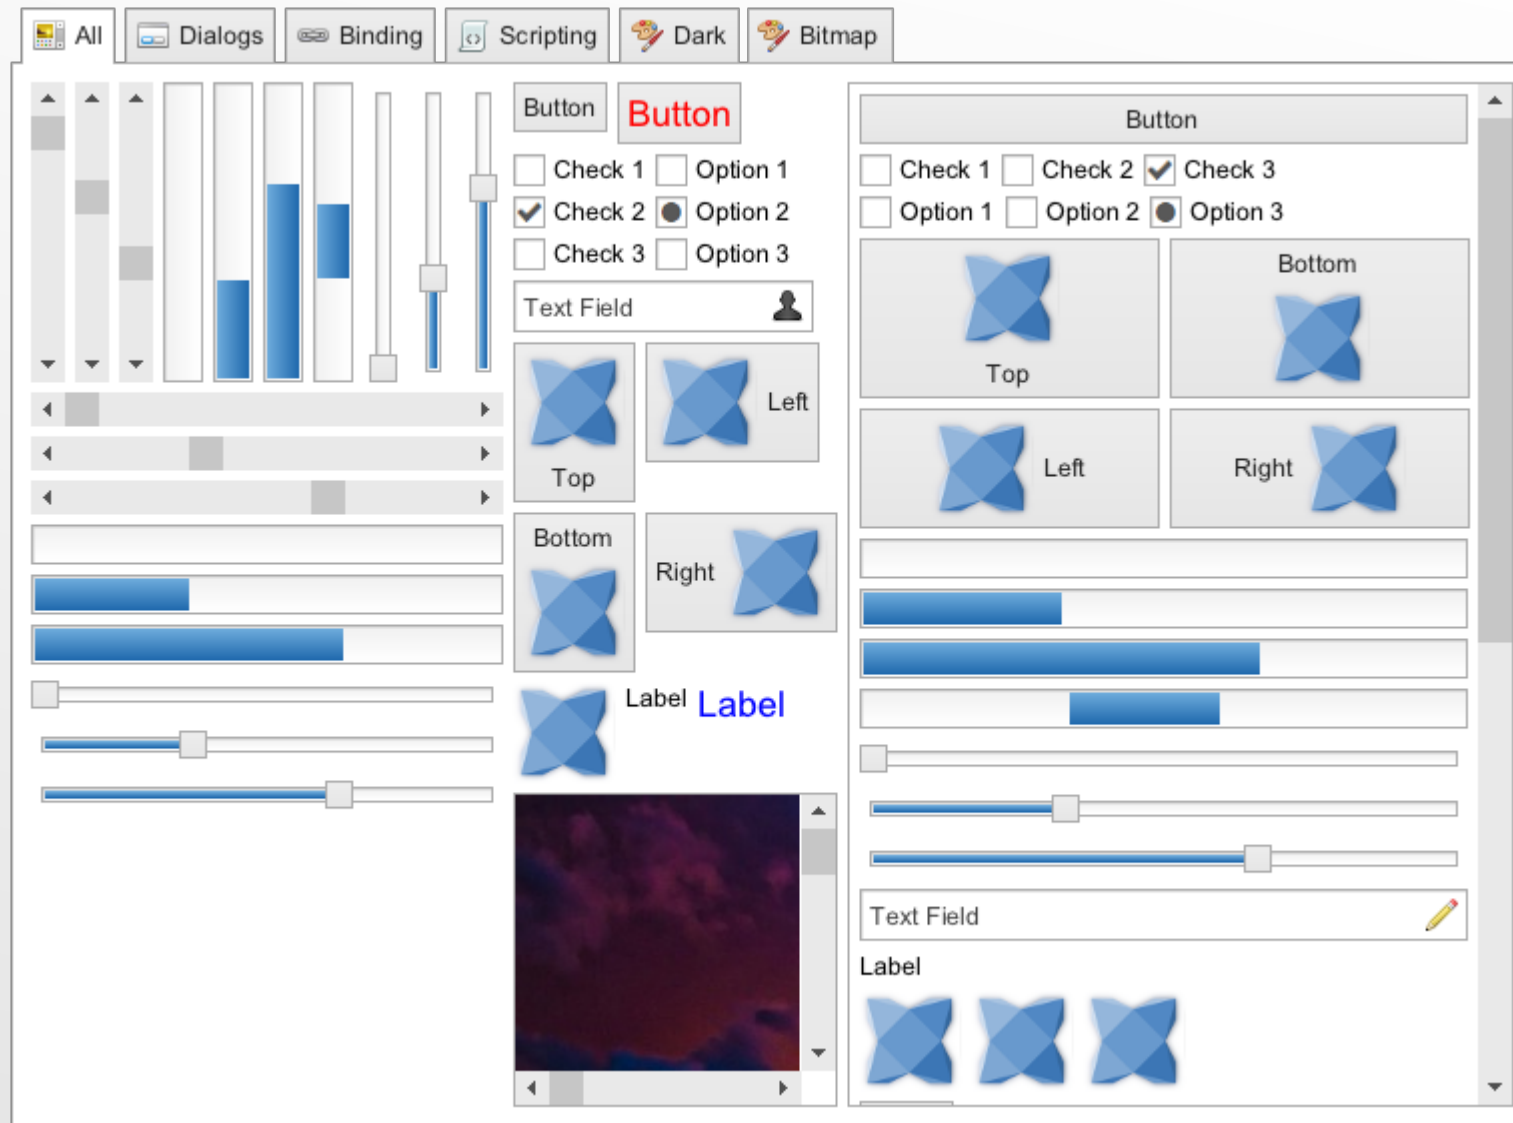 All Dialogs Binding Scripting Dark Bitmap
Button Button
Check 1 Option 1
Check 2 Option 2
Check 3 Option 3
Text Field
Top Left
Bottom Right
Label Label
Button
Check 1 Check 2 Check 3
Option 1 Option 2 Option 3
Top Bottom
Left Right
Text Field
Label